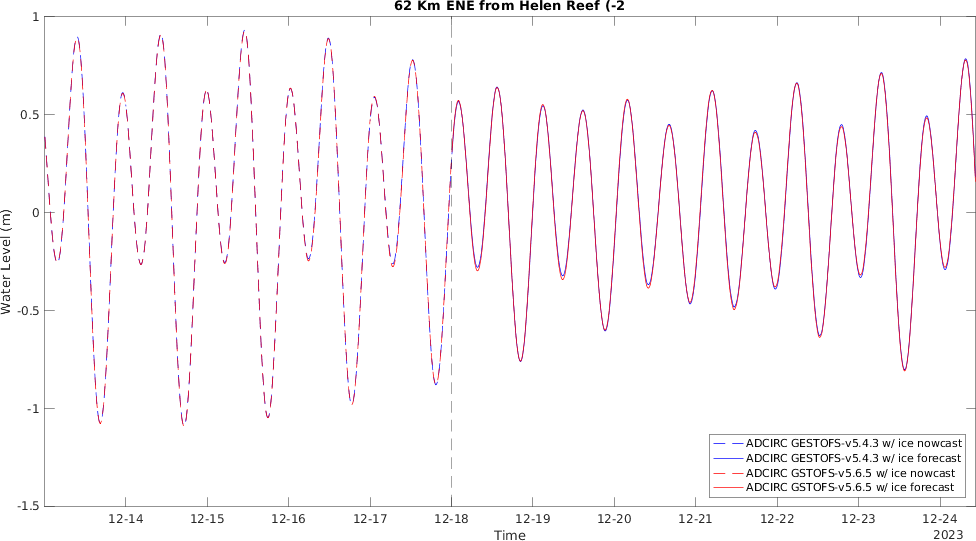 62 Km ENE from Helen Reef (-2
1
0.5
0
-0.5
-1
-1.5
Water Level (m)
ADCIRC GESTOFS-v5.4.3 w/ ice nowcast
ADCIRC GESTOFS-v5.4.3 w/ ice forecast
ADCIRC GSTOFS-v5.6.5 w/ ice nowcast
ADCIRC GSTOFS-v5.6.5 w/ ice forecast
12-14 12-15 12-16 12-17 12-18 12-19 12-20 12-21 12-22 12-23 12-24
Time
2023